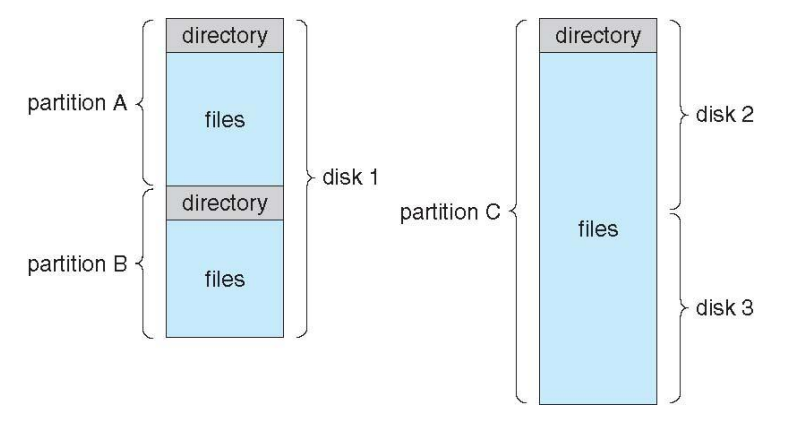 directory
partition A
files
disk 1
directory
partition B
files
directory
disk 2
partition C
files
disk 3